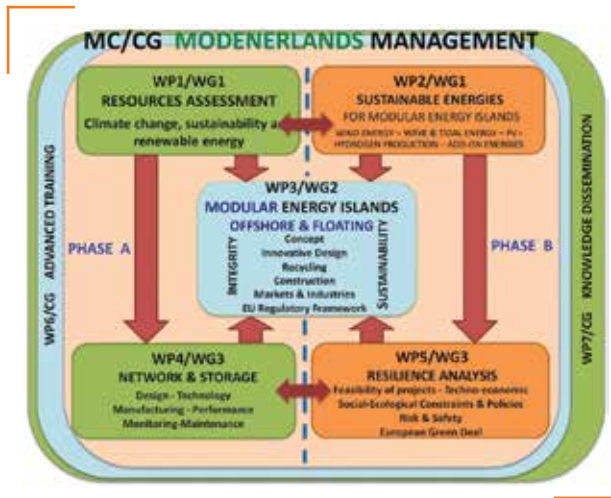 MC/CG MODENERLANDS MANAGEMENT
WP1/WG1
RESOURCES ASSESSMENT
Climate change, sustainability a
renewable energy
WP2/WG1
SUSTAINABLE ENERGIES
FOR MODULAR ENERGY ISLANDS
WIND ENERGY – WAVE & TIDAL ENERGY – PV –
HYDROGEN PRODUCTION - ADD-ON ENERGIES
WP6/CG ADVANCED TRAINING
PHASE A
WP3/WG2
MODULAR ENERGY ISLANDS
OFFSHORE & FLOATING
INTEGRITY
Concept
Innovative Design
Recycling
Construction
Markets & Industries
EU Regulatory Framework
SUSTAINABILITY
PHASE B
WP7/CG KNOWLEDGE DISSEMINATION
WP4/WG3
NETWORK & STORAGE
Design - Technology
Manufacturing - Performance
Monitoring-Maintenance
WP5/WG3
RESILIENCE ANALYSIS
Feasibility of projects - Techno-economic
Social-Ecological Constraints & Policies
Risk & Safety
European Green Deal